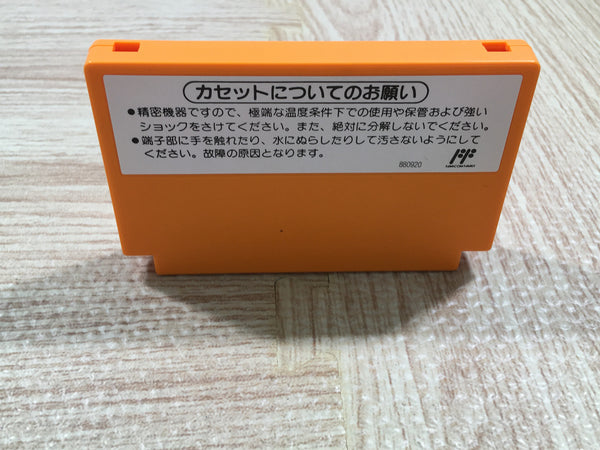 カセットについてのお願い
●精密機器ですので、極端な温度条件下での使用や保管および強い
ショックをさけてください。また、絶対に分解しないでください。
●端子部に手を触れたり、水にぬらしたりして汚さないようにして
ください。故障の原因となります。
880920